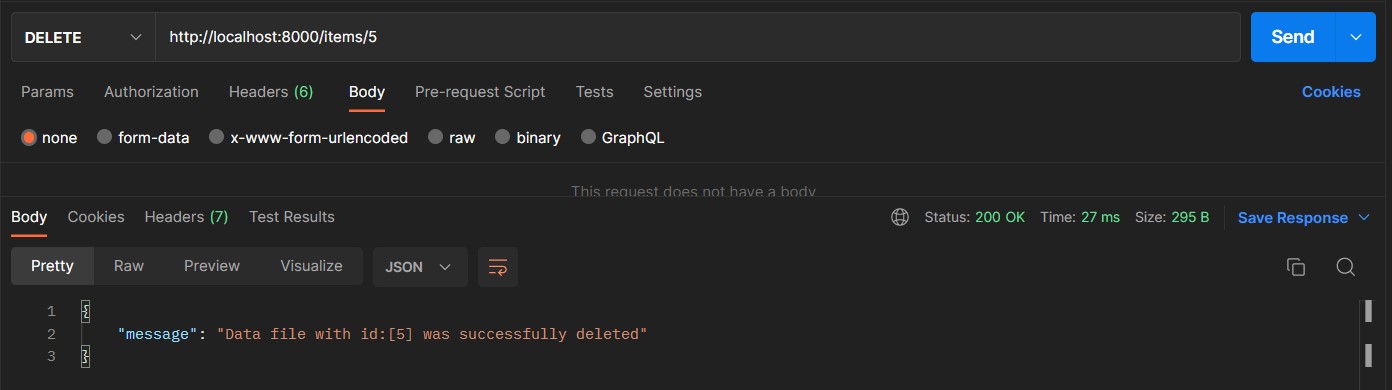 DELETE http://localhost:8000/items/5 Send
Params Authorization Headers (6) Body Pre-request Script Tests Settings Cookies
none form-data x-www-form-urlencoded raw binary GraphQL
This request does not have a body
Body Cookies Headers (7) Test Results Status: 200 OK Time: 27 ms Size: 295 B Save Response
Pretty Raw Preview Visualize JSON
1 {
2 "message": "Data file with id:[5] was successfully deleted"
3 }